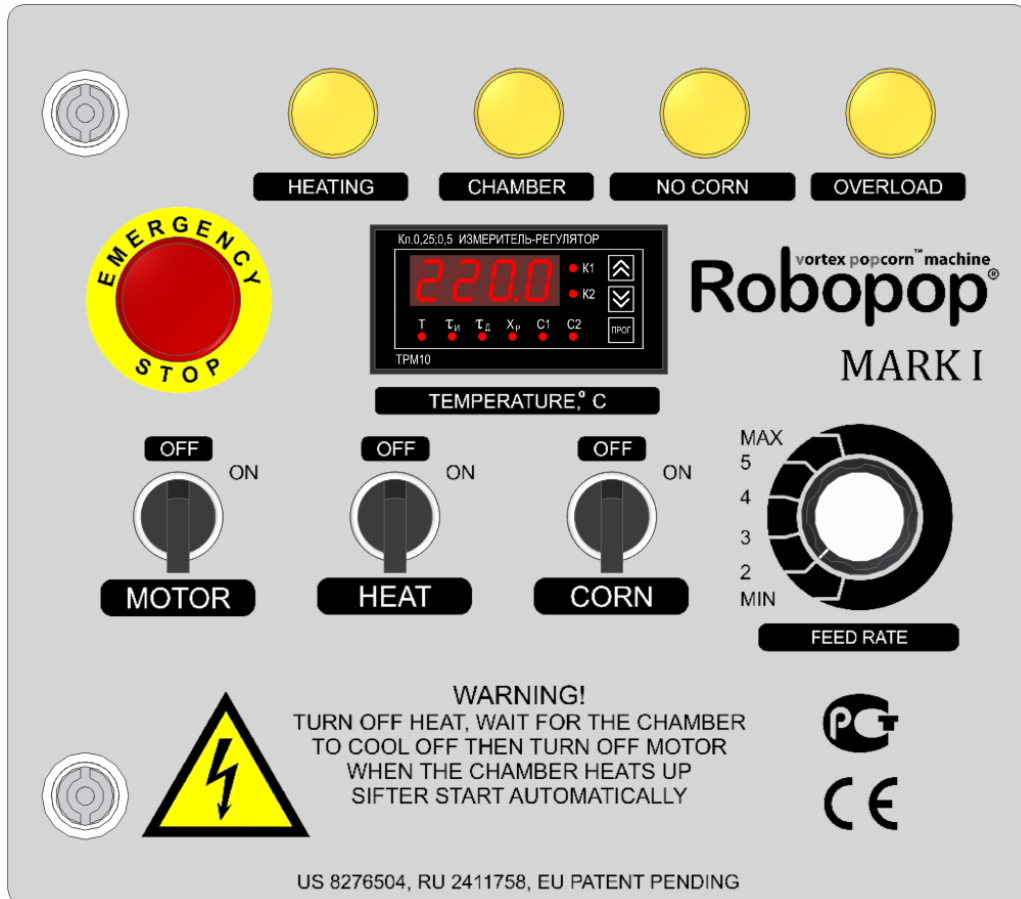 HEATING
CHAMBER
NO CORN
OVERLOAD
EMERGENCY
STOP
Кл.0,25;0,5 ИЗМЕРИТЕЛЬ-РЕГУЛЯТОР
220.0
K1
K2
T τи τд Xр C1 C2
ПРОГ
ТРМ10
TEMPERATURE,° C
vortex popcorn™ machine
Robopop®
MARK I
OFF
ON
MOTOR
OFF
ON
HEAT
OFF
ON
CORN
MAX
5
4
3
2
MIN
FEED RATE
WARNING!
TURN OFF HEAT, WAIT FOR THE CHAMBER
TO COOL OFF THEN TURN OFF MOTOR
WHEN THE CHAMBER HEATS UP
SIFTER START AUTOMATICALLY
РСТ
CE
US 8276504, RU 2411758, EU PATENT PENDING